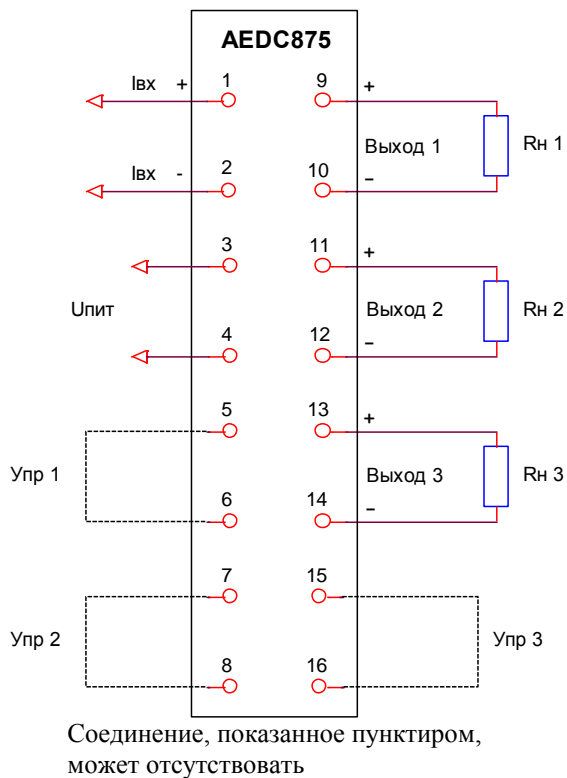 AEDC875
Iвх + 1 9 +
Выход 1 Rн 1
Iвх - 2 10 –
3 11 +
Uпит Выход 2 Rн 2
4 12 –
5 13 +
Упр 1 Выход 3 Rн 3
6 14 –
7 15
Упр 2 Упр 3
8 16
Соединение, показанное пунктиром,
может отсутствовать